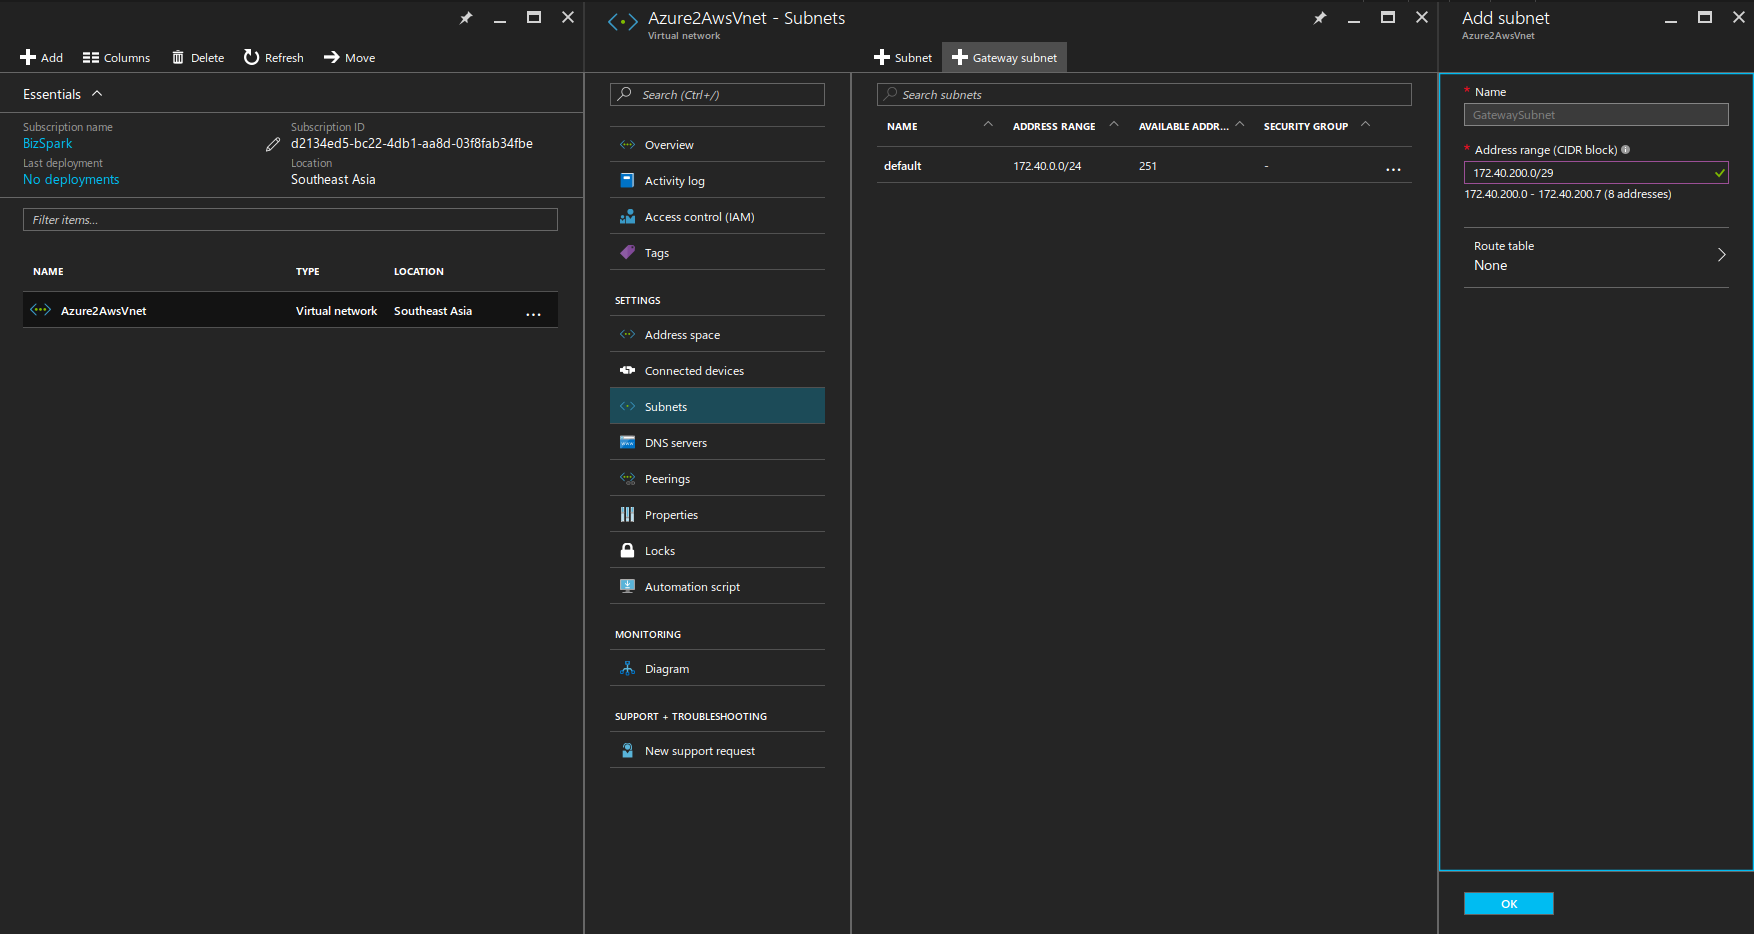 Add
Columns
Delete
Refresh
Move
Essentials
Subscription name
BizSpark
Subscription ID
d2134ed5-bc22-4db1-aa8d-03f8fab34fbe
Last deployment
No deployments
Location
Southeast Asia
Filter items...
NAME TYPE LOCATION
Azure2AwsVnet Virtual network Southeast Asia ...
Azure2AwsVnet - Subnets
Virtual network
Search (Ctrl+/)
Overview
Activity log
Access control (IAM)
Tags
SETTINGS
Address space
Connected devices
Subnets
DNS servers
Peerings
Properties
Locks
Automation script
MONITORING
Diagram
SUPPORT + TROUBLESHOOTING
New support request
Subnet
Gateway subnet
Search subnets
NAME ADDRESS RANGE AVAILABLE ADDR... SECURITY GROUP
default 172.40.0.0/24 251 - ...
Add subnet
Azure2AwsVnet
* Name
GatewaySubnet
* Address range (CIDR block)
172.40.200.0/29
172.40.200.0 - 172.40.200.7 (8 addresses)
Route table
None
OK